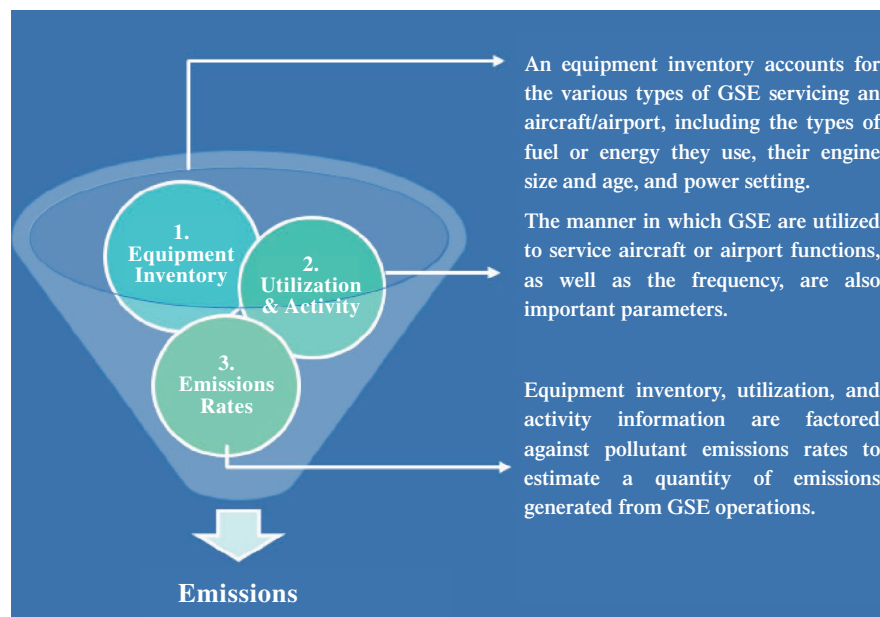 An equipment inventory accounts for
the various types of GSE servicing an
aircraft/airport, including the types of
fuel or energy they use, their engine
size and age, and power setting.
1.
Equipment
Inventory
2.
Utilization
& Activity
The manner in which GSE are utilized
to service aircraft or airport functions,
as well as the frequency, are also
important parameters.
3.
Emissions
Rates
Equipment inventory, utilization, and
activity information are factored
against pollutant emissions rates to
estimate a quantity of emissions
generated from GSE operations.
Emissions